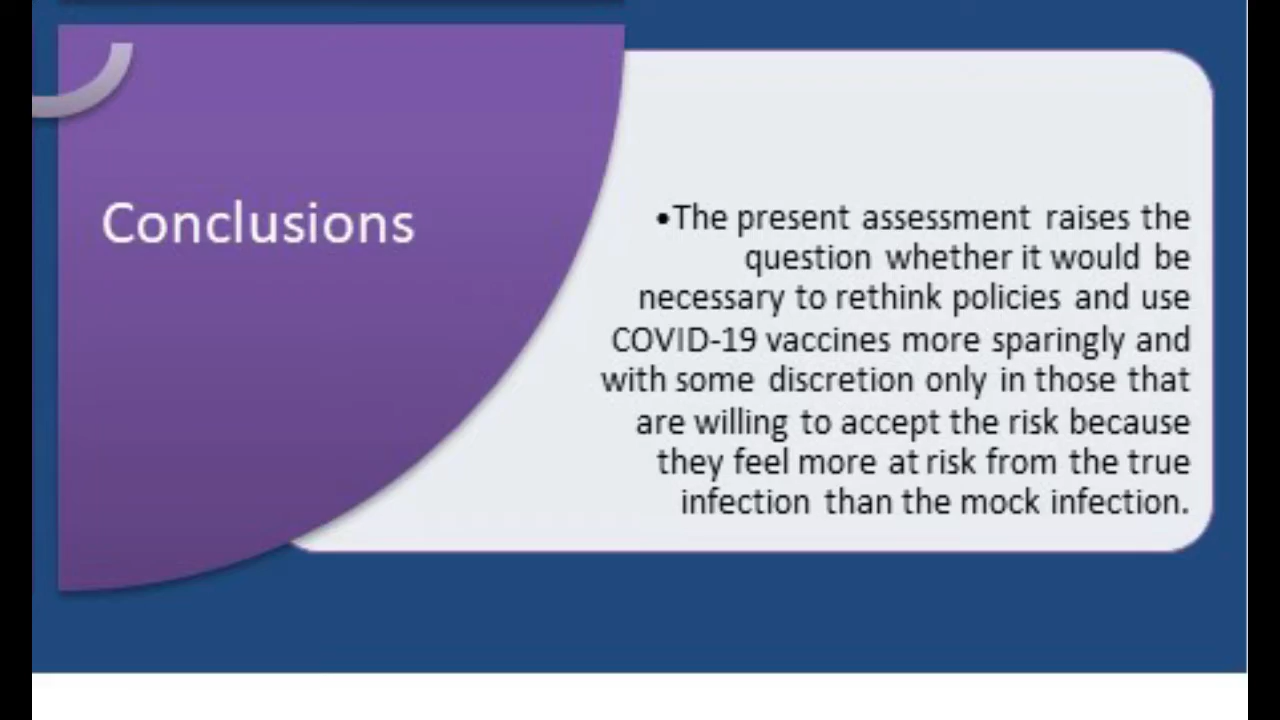 Conclusions
•The present assessment raises the
question whether it would be
necessary to rethink policies and use
COVID-19 vaccines more sparingly and
with some discretion only in those that
are willing to accept the risk because
they feel more at risk from the true
infection than the mock infection.